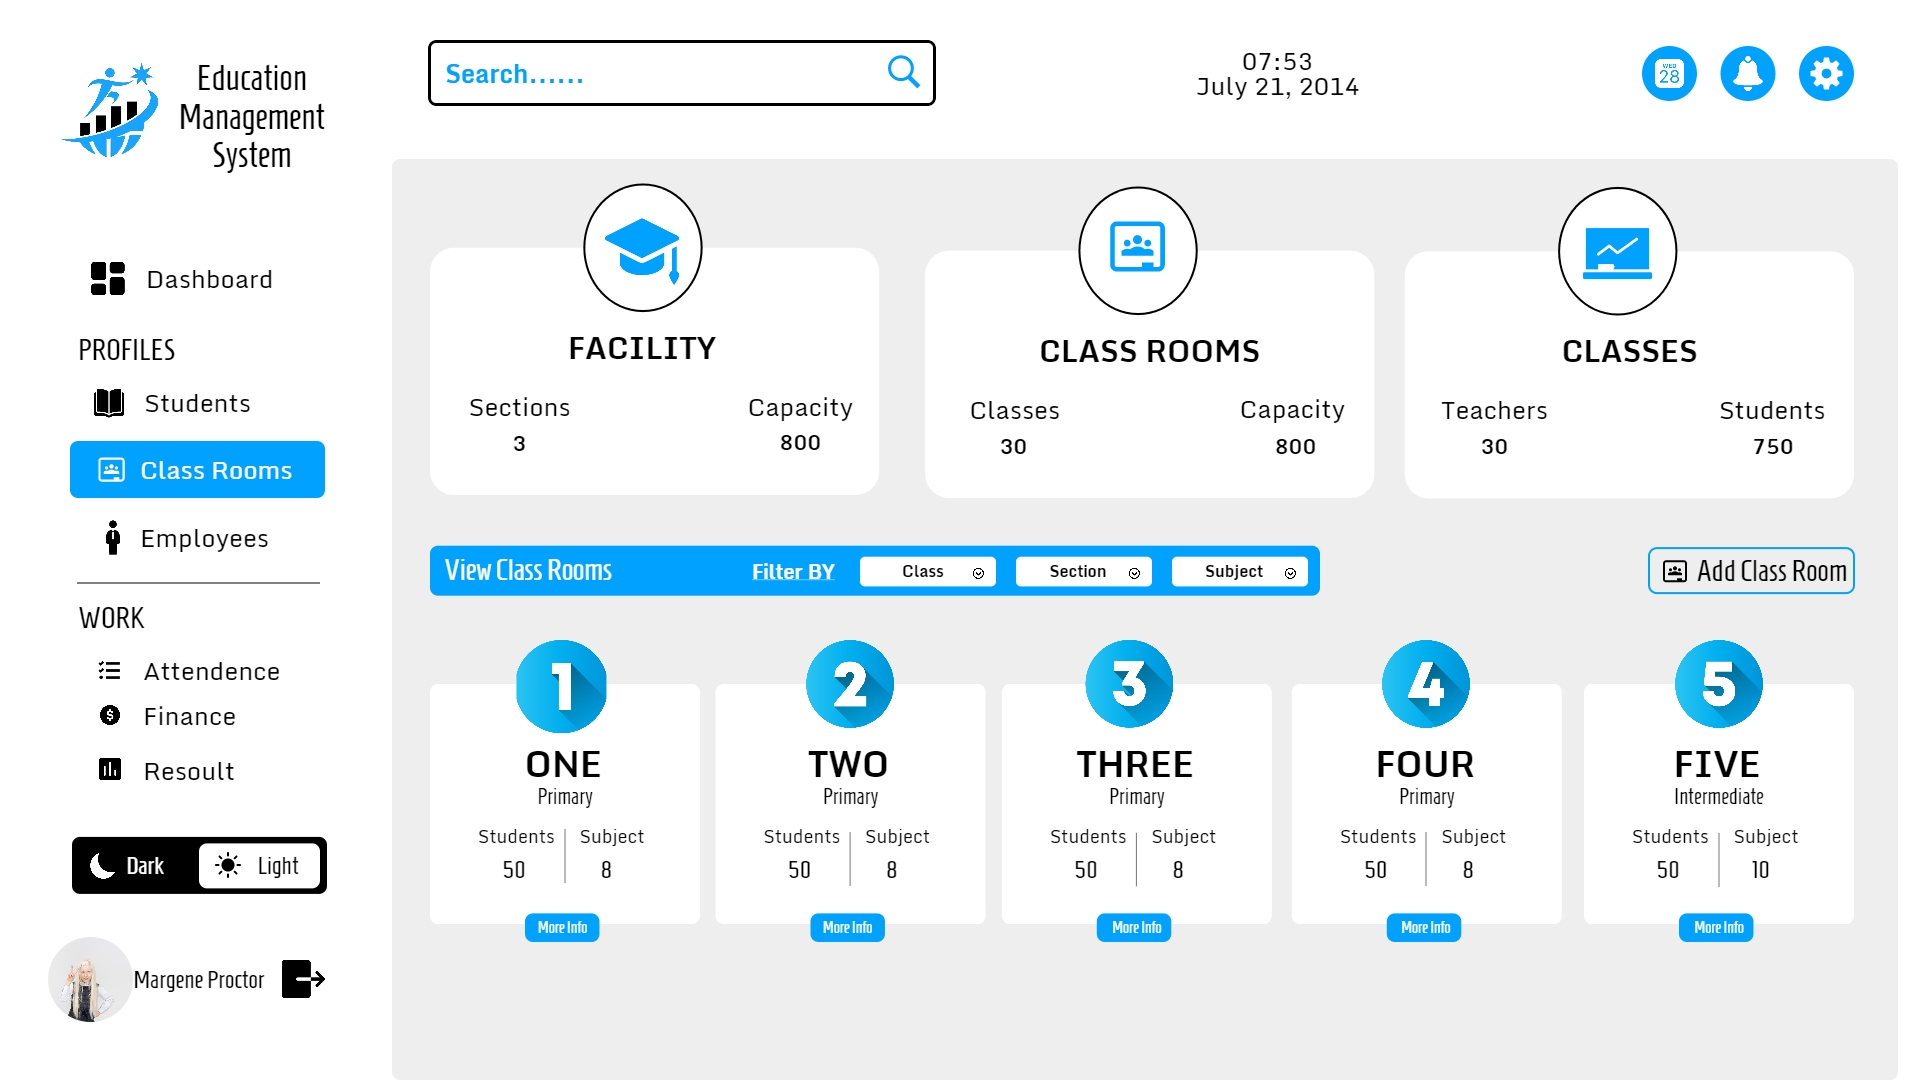 Education
Management
System
Search......
07:53
July 21, 2014
WED
28
Dashboard
PROFILES
Students
Class Rooms
Employees
WORK
Attendence
Finance
Resoult
Dark
Light
Margene Proctor
FACILITY
Sections
Capacity
3
800
CLASS ROOMS
Classes
Capacity
30
800
CLASSES
Teachers
Students
30
750
View Class Rooms
Filter BY
Class
Section
Subject
Add Class Room
1
ONE
Primary
Students
Subject
50
8
More Info
2
TWO
Primary
Students
Subject
50
8
More Info
3
THREE
Primary
Students
Subject
50
8
More Info
4
FOUR
Primary
Students
Subject
50
8
More Info
5
FIVE
Intermediate
Students
Subject
50
10
More Info